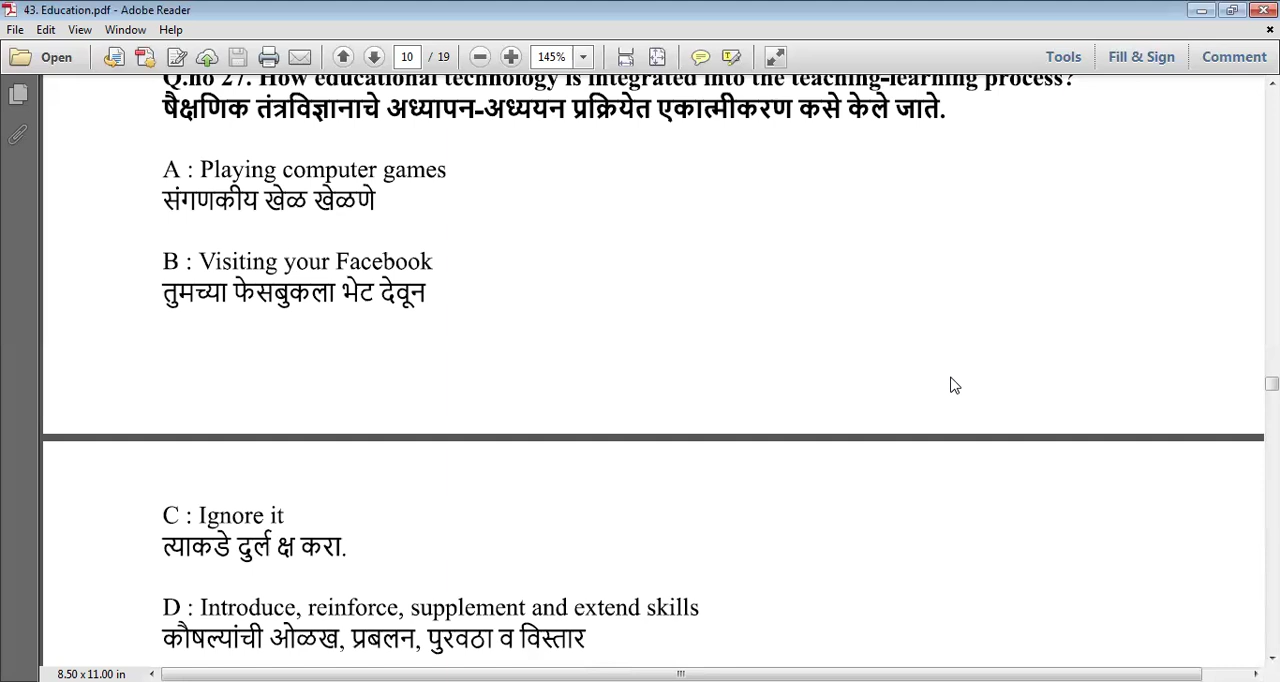 43. Education.pdf - Adobe Reader
File Edit View Window Help
Open 10 / 19 145% Tools Fill & Sign Comment
Q.no 27. How educational technology is integrated into the teaching-learning process?
षैक्षणिक तंत्रविज्ञानाचे अध्यापन-अध्ययन प्रक्रियेत एकात्मीकरण कसे केले जाते.
A : Playing computer games
संगणकीय खेळ खेळणे
B : Visiting your Facebook
तुमच्या फेसबुकला भेट देवून
C : Ignore it
त्याकडे दुर्ल क्ष करा.
D : Introduce, reinforce, supplement and extend skills
कौषल्यांची ओळख, प्रबलन, पुरवठा व विस्तार
8.50 x 11.00 in